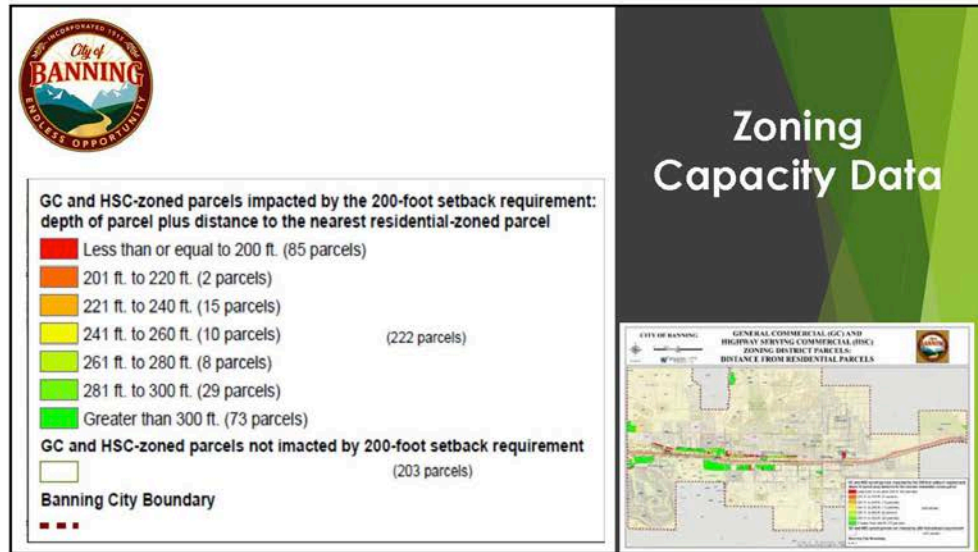 INCORPORATED 1913
City of
BANNING
ENDLESS OPPORTUNITY
Zoning
Capacity Data
GC and HSC-zoned parcels impacted by the 200-foot setback requirement:
depth of parcel plus distance to the nearest residential-zoned parcel
Less than or equal to 200 ft. (85 parcels)
201 ft. to 220 ft. (2 parcels)
221 ft. to 240 ft. (15 parcels)
241 ft. to 260 ft. (10 parcels)
(222 parcels)
261 ft. to 280 ft. (8 parcels)
281 ft. to 300 ft. (29 parcels)
Greater than 300 ft. (73 parcels)
GC and HSC-zoned parcels not imacted by 200-foot setback requirement
(203 parcels)
Banning City Boundary
CITY OF BANNING
GENERAL COMMERCIAL (GC) AND
HIGHWAY SERVING COMMERCIAL (HSC)
ZONING DISTRICT PARCELS:
DISTANCE FROM RESIDENTIAL PARCELS